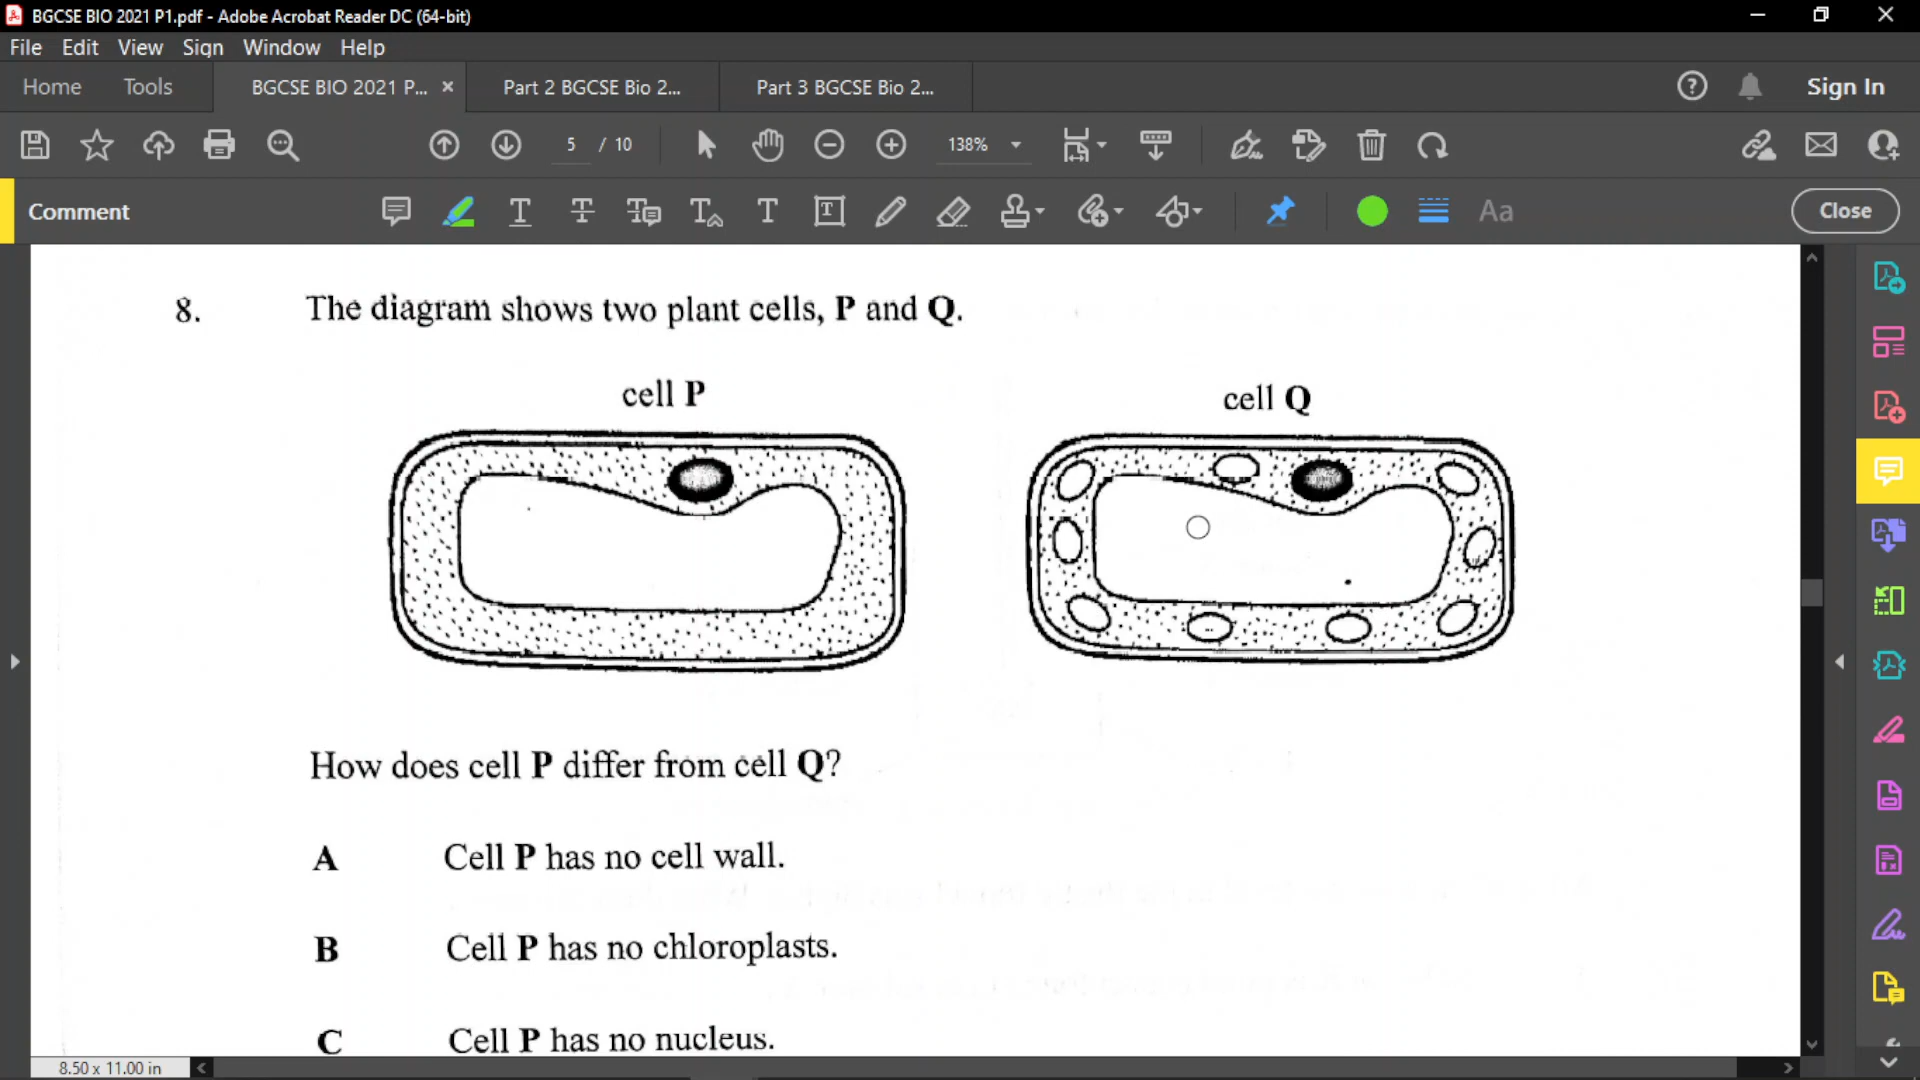 BGCSE BIO 2021 P1.pdf - Adobe Acrobat Reader DC (64-bit)
File Edit View Sign Window Help
Home Tools BGCSE BIO 2021 P... × Part 2 BGCSE Bio 2... Part 3 BGCSE Bio 2... Sign In
5 / 10 138%
Comment Aa Close
8. The diagram shows two plant cells, P and Q.
cell P cell Q
How does cell P differ from cell Q?
A Cell P has no cell wall.
B Cell P has no chloroplasts.
C Cell P has no nucleus.
8.50 x 11.00 in